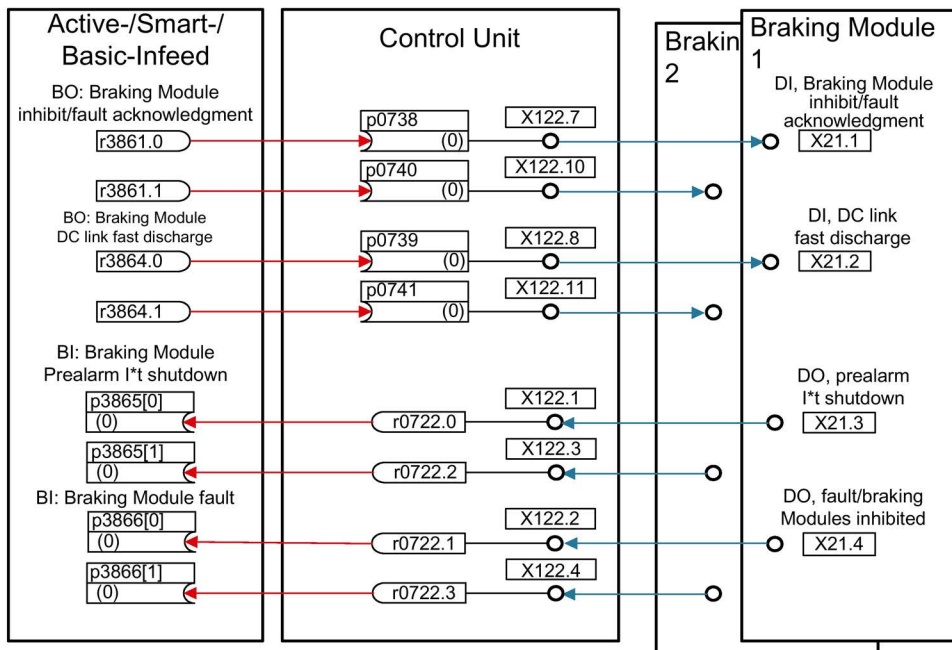 Active-/Smart-/
Basic-Infeed
BO: Braking Module
inhibit/fault acknowledgment
r3861.0
r3861.1
BO: Braking Module
DC link fast discharge
r3864.0
r3864.1
BI: Braking Module
Prealarm I*t shutdown
p3865[0]
(0)
p3865[1]
(0)
BI: Braking Module fault
p3866[0]
(0)
p3866[1]
(0)
Control Unit
p0738
(0)
X122.7
p0740
(0)
X122.10
p0739
(0)
X122.8
p0741
(0)
X122.11
r0722.0
X122.1
r0722.2
X122.3
r0722.1
X122.2
r0722.3
X122.4
Brakin
2
Braking Module
1
DI, Braking Module
inhibit/fault
acknowledgment
X21.1
DI, DC link
fast discharge
X21.2
DO, prealarm
I*t shutdown
X21.3
DO, fault/braking
Modules inhibited
X21.4